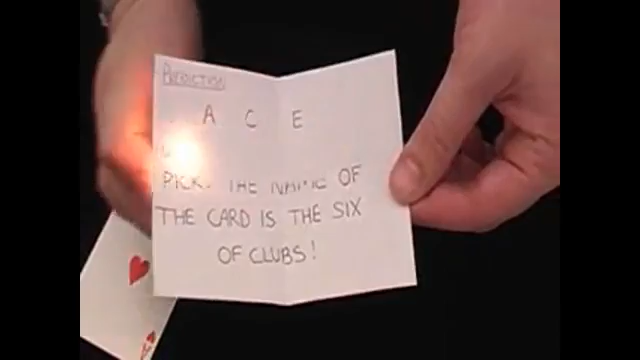 PREDICTION
A C E
PICK. THE NAME OF
THE CARD IS THE SIX
OF CLUBS!
A